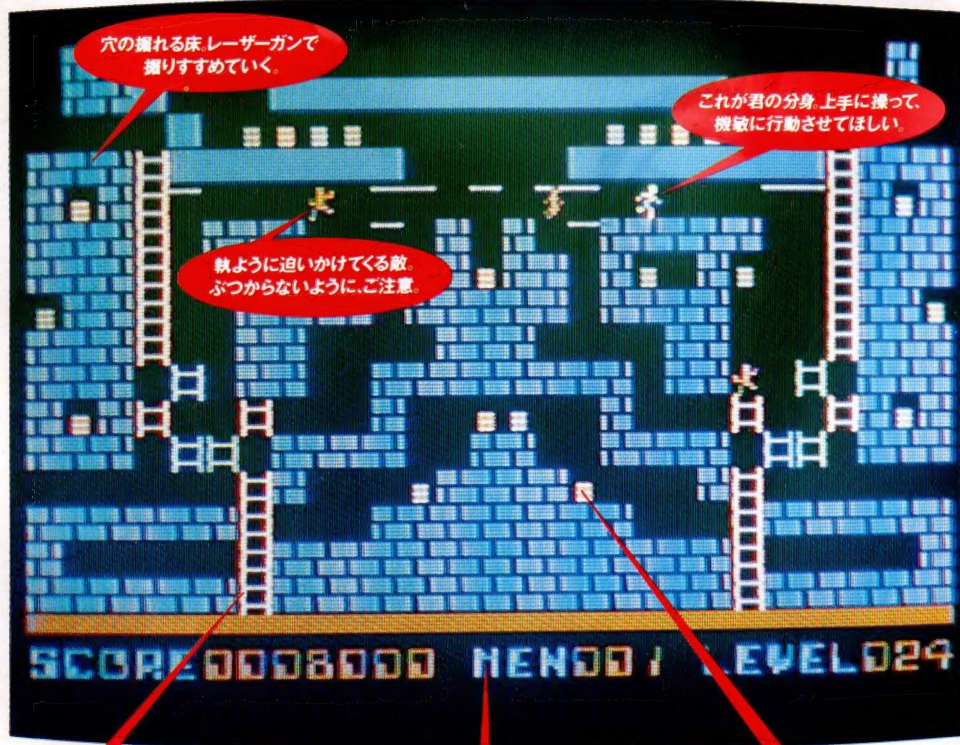 穴の掘れる床。レーザーガンで
掘りすすめていく。
これが君の分身。上手に操って、
機敏に行動させてほしい。
執ように追いかけてくる敵。
ぶつからないように、ご注意。
SCORE0008000 MEN001 LEVEL024